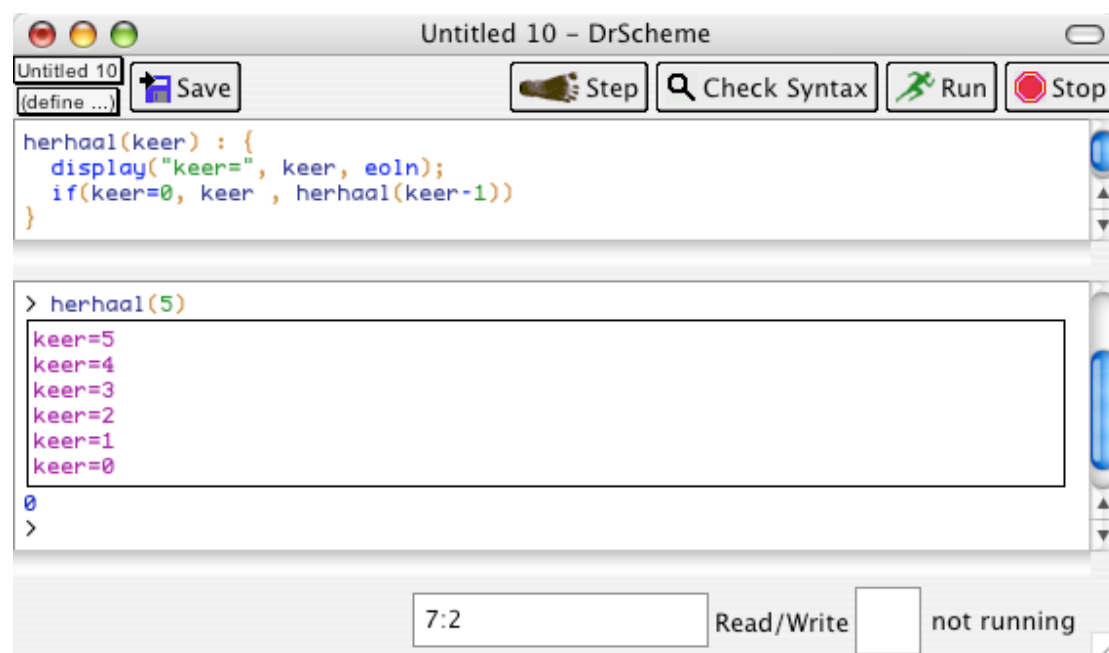 Untitled 10 – DrScheme
Untitled 10
(define ...)
Save
Step
Check Syntax
Run
Stop
herhaal(keer) : {
  display("keer=", keer, eoln);
  if(keer=0, keer , herhaal(keer-1))
}
> herhaal(5)
keer=5
keer=4
keer=3
keer=2
keer=1
keer=0
0
>
7:2
Read/Write
not running